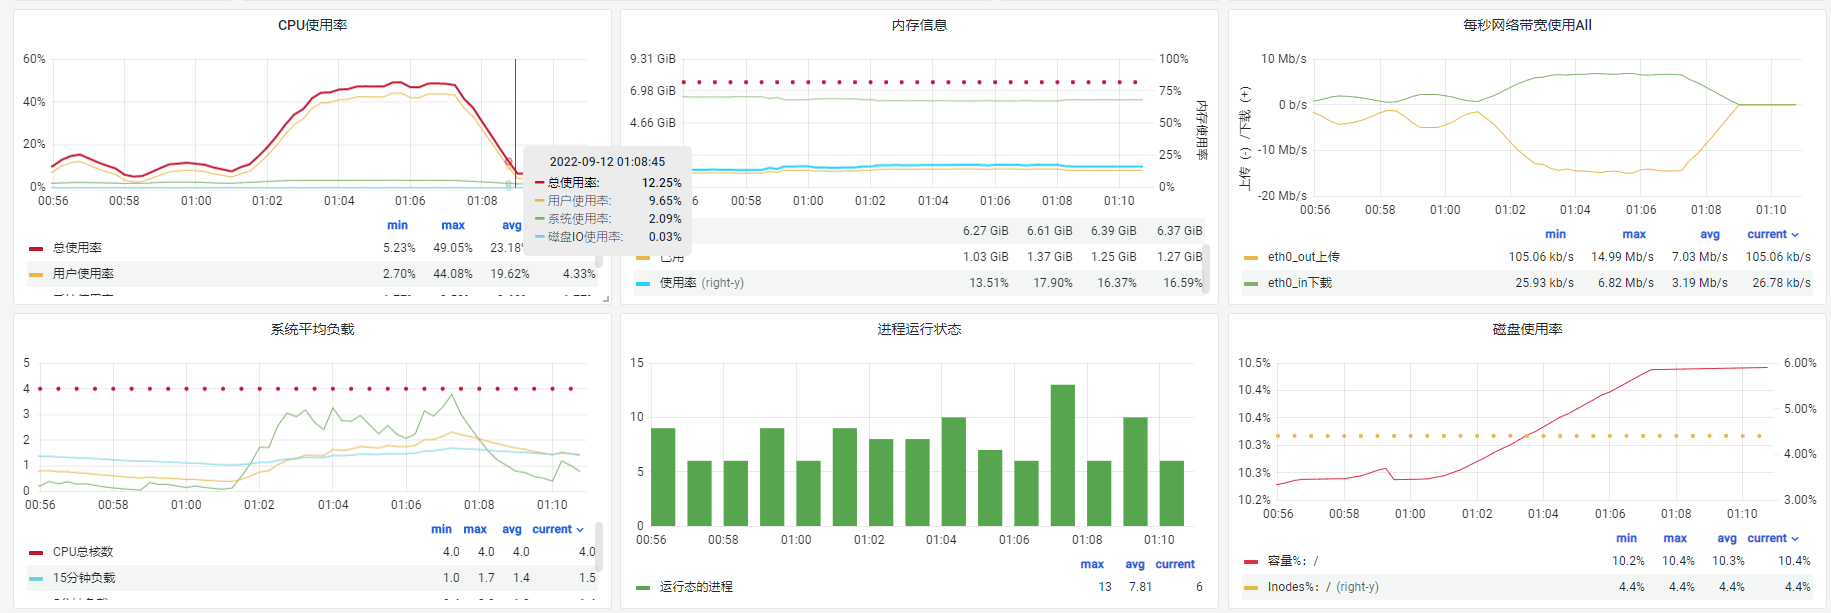 CPU使用率
60%
40%
20%
0%
00:56 00:58 01:00 01:02 01:04 01:06 01:08
min max avg
总使用率 5.23% 49.05% 23.18%
用户使用率 2.70% 44.08% 19.62% 4.33%
2022-09-12 01:08:45
总使用率: 12.25%
用户使用率: 9.65%
系统使用率: 2.09%
磁盘IO使用率: 0.03%
内存信息
9.31 GiB 100%
6.98 GiB 75%
4.66 GiB 50%
25%
0%
内存使用率
00:58 01:00 01:02 01:04 01:06 01:08 01:10
6.27 GiB 6.61 GiB 6.39 GiB 6.37 GiB
已用 1.03 GiB 1.37 GiB 1.25 GiB 1.27 GiB
使用率 (right-y) 13.51% 17.90% 16.37% 16.59%
每秒网络带宽使用All
上传 (-) /下载 (+)
10 Mb/s
0 b/s
-10 Mb/s
-20 Mb/s
00:56 00:58 01:00 01:02 01:04 01:06 01:08 01:10
min max avg current
eth0_out上传 105.06 kb/s 14.99 Mb/s 7.03 Mb/s 105.06 kb/s
eth0_in下载 25.93 kb/s 6.82 Mb/s 3.19 Mb/s 26.78 kb/s
系统平均负载
5
4
3
2
1
0
00:56 00:58 01:00 01:02 01:04 01:06 01:08 01:10
min max avg current
CPU总核数 4.0 4.0 4.0 4.0
15分钟负载 1.0 1.7 1.4 1.5
进程运行状态
15
10
5
0
00:56 00:58 01:00 01:02 01:04 01:06 01:08 01:10
max avg current
运行态的进程 13 7.81 6
磁盘使用率
10.5% 6.00%
10.4%
10.4% 5.00%
10.3%
10.3% 4.00%
10.2% 3.00%
00:56 00:58 01:00 01:02 01:04 01:06 01:08 01:10
min max avg current
容量%: / 10.2% 10.4% 10.3% 10.4%
Inodes%: / (right-y) 4.4% 4.4% 4.4% 4.4%